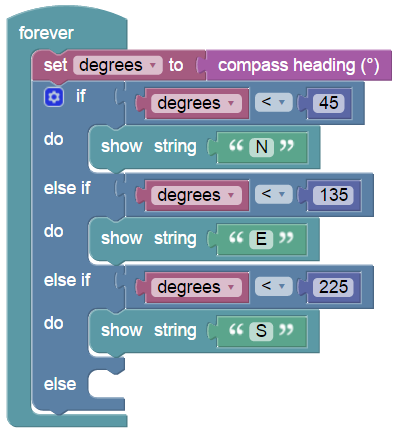 forever
set degrees ▾ to compass heading (°)
if degrees ▾ < ▾ 45
do show string “ N ”
else if degrees ▾ < ▾ 135
do show string “ E ”
else if degrees ▾ < ▾ 225
do show string “ S ”
else